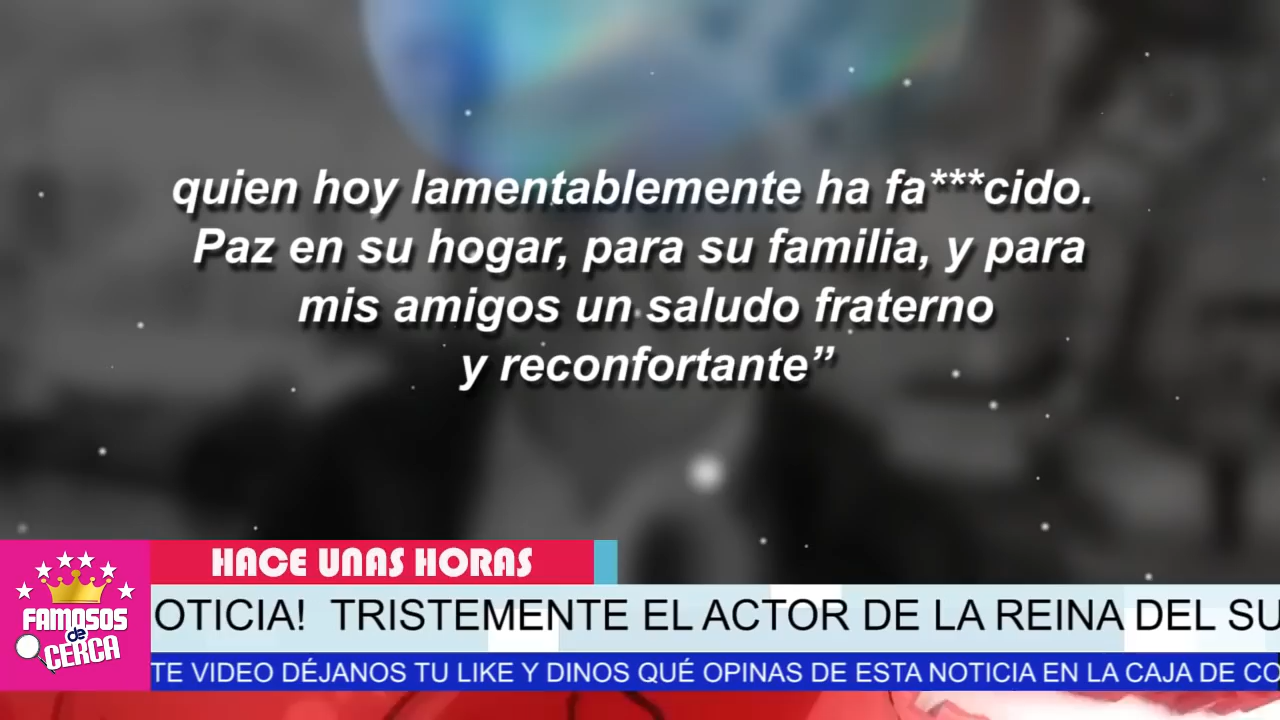 quien hoy lamentablemente ha fa***cido.
Paz en su hogar, para su familia, y para
mis amigos un saludo fraterno
y reconfortante”
HACE UNAS HORAS
FAMOSOS
de
CERCA
OTICIA! TRISTEMENTE EL ACTOR DE LA REINA DEL SU
TE VIDEO DÉJANOS TU LIKE Y DINOS QUÉ OPINAS DE ESTA NOTICIA EN LA CAJA DE CO